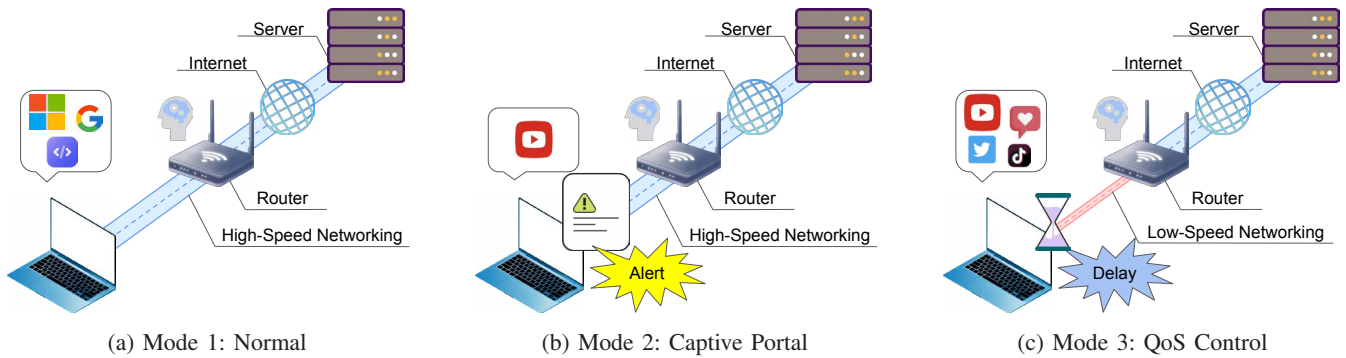 Server
Internet
Router
High-Speed Networking
</>
(a) Mode 1: Normal
Server
Internet
Router
High-Speed Networking
Alert
(b) Mode 2: Captive Portal
Server
Internet
Router
Low-Speed Networking
Delay
(c) Mode 3: QoS Control